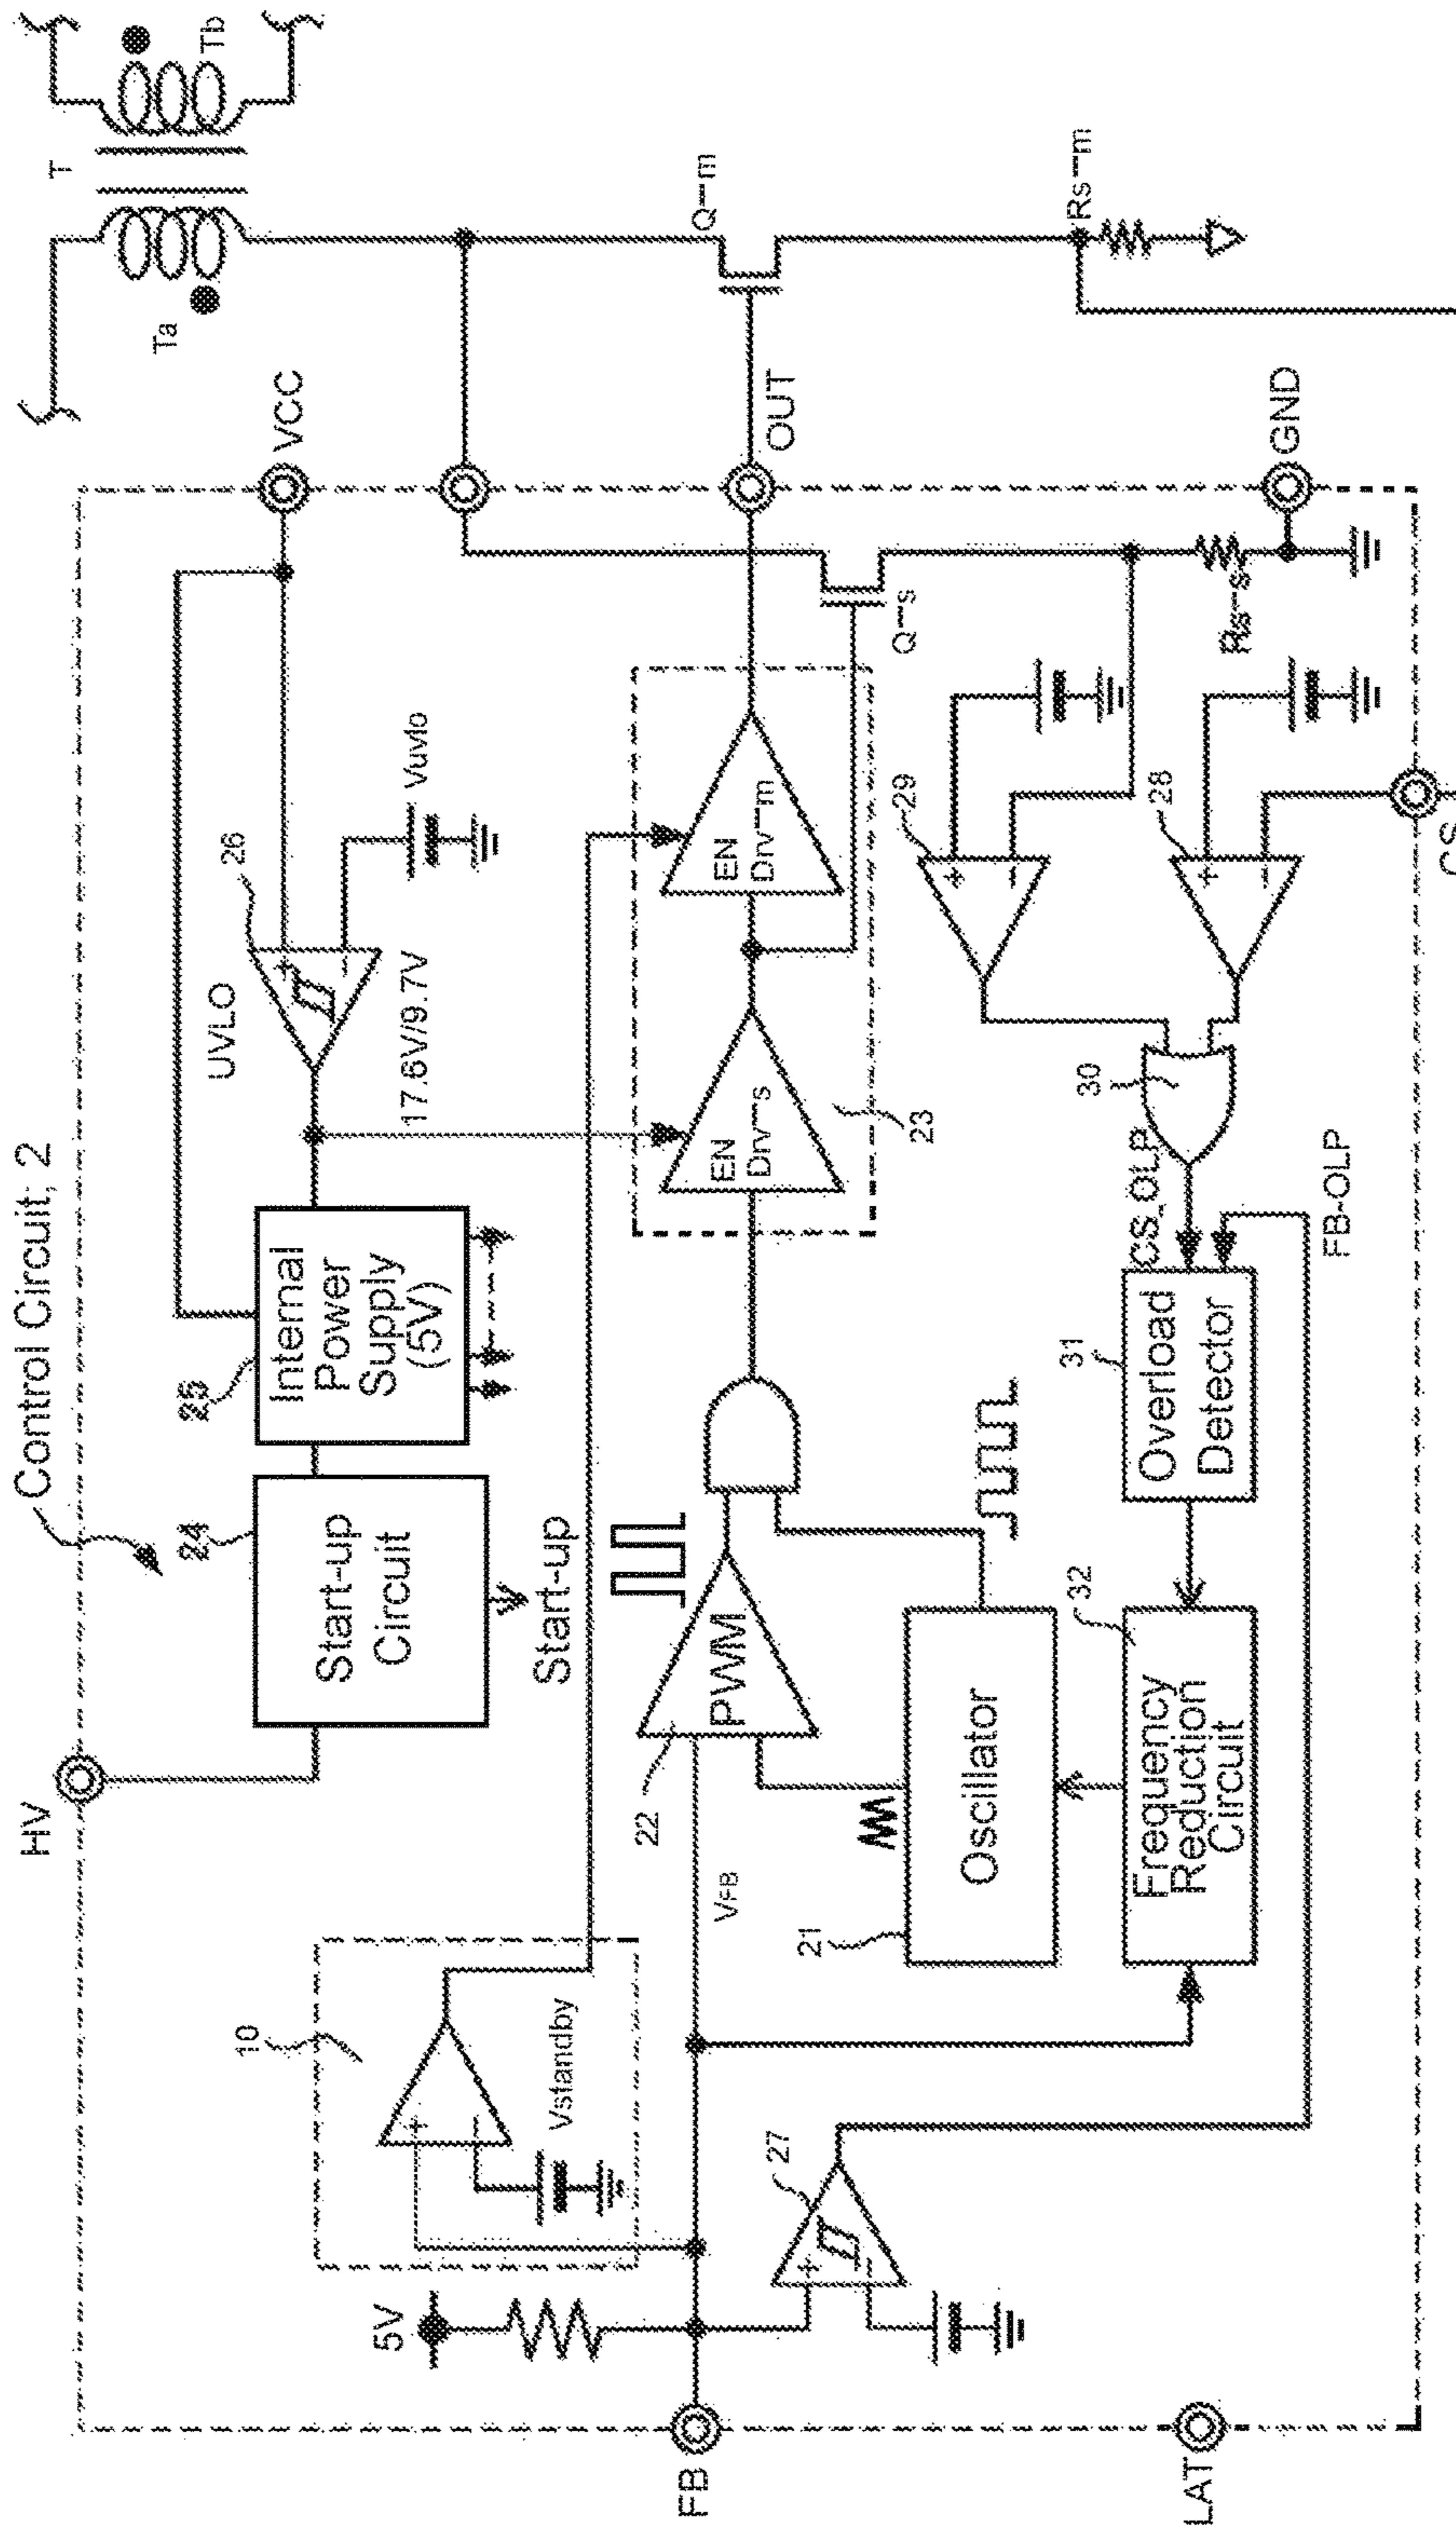 Control Circuit; 2
HV
T
Ta
Tb
24
Start-up
Circuit
Start-up
25
Internal
Power
Supply
(5V)
UVLO
26
17.6V/9.7V
Vuvlo
VCC
10
Vstandby
5V
FB
VFB
22
PWM
EN
Drv-s
EN
Drv-m
23
OUT
Q-m
Q-s
27
21
Oscillator
32
Frequency
Reduction
Circuit
31
Overload
Detector
CS_OLP
FB-OLP
30
29
28
Rs-s
GND
Rs-m
LAT
CS
+
−
+
−
+
−
+
−
+
−